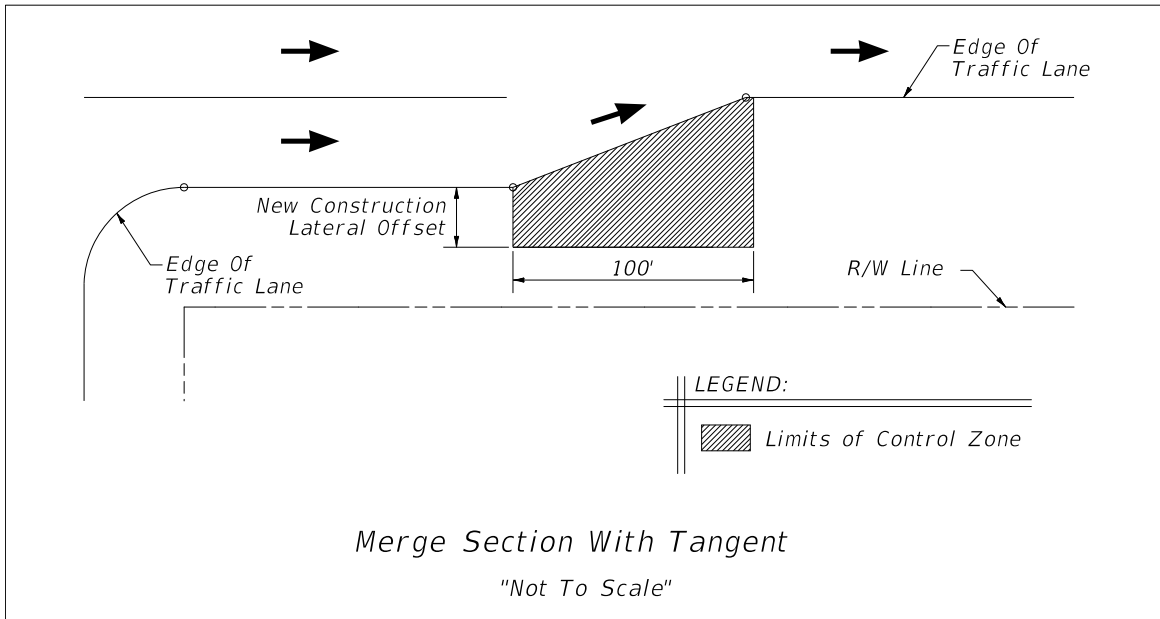 Edge Of
Traffic Lane
New Construction
Lateral Offset
Edge Of
Traffic Lane
100'
R/W Line
LEGEND:
Limits of Control Zone
Merge Section With Tangent
"Not To Scale"